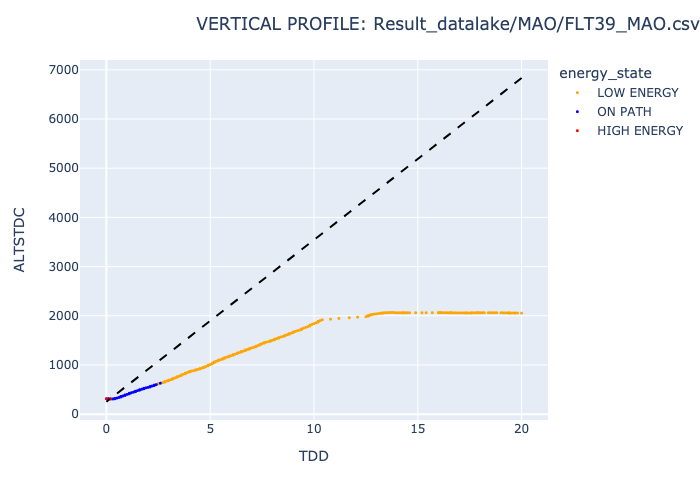 VERTICAL PROFILE: Result_datalake/MAO/FLT39_MAO.csv
energy_state
LOW ENERGY
ON PATH
HIGH ENERGY
ALTSTDC
7000
6000
5000
4000
3000
2000
1000
0
0 5 10 15 20
TDD